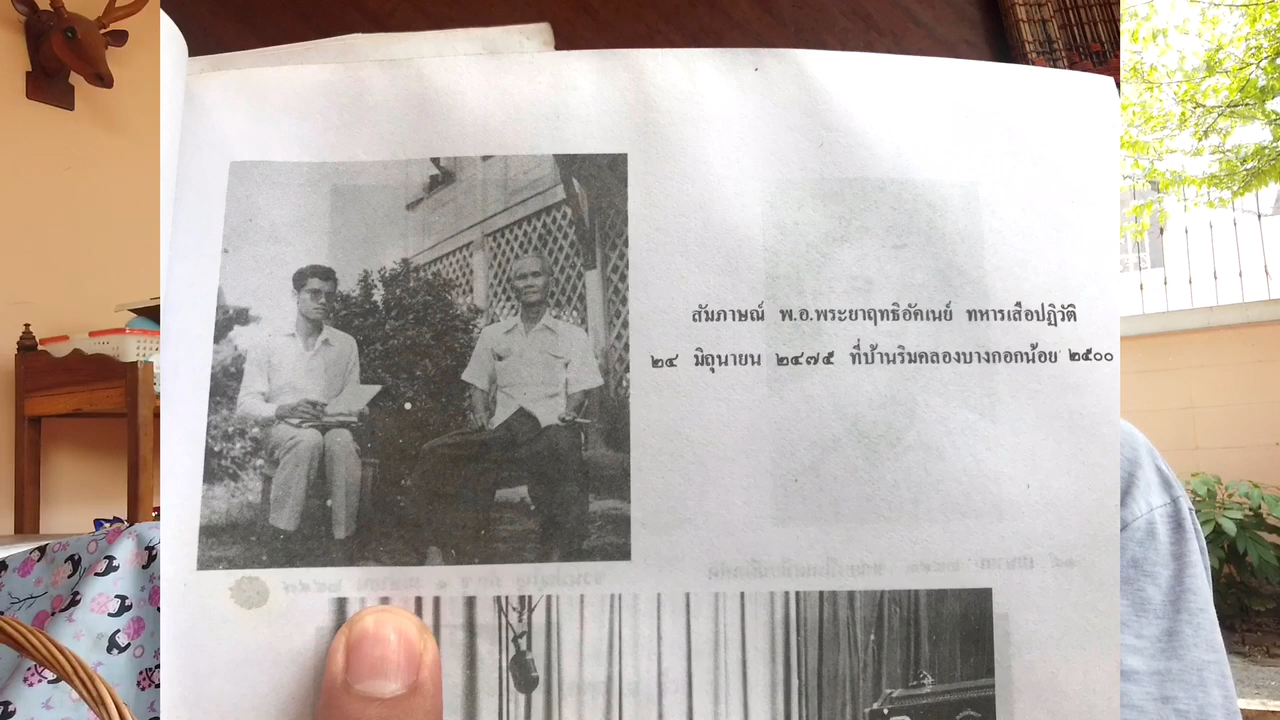 สัมภาษณ์ พ.อ.พระยาฤทธิอัคเนย์ ทหารเสือปฏิวัติ
๒๔ มิถุนายน ๒๔๗๕ ที่บ้านริมคลองบางกอกน้อย ๒๕๐๐